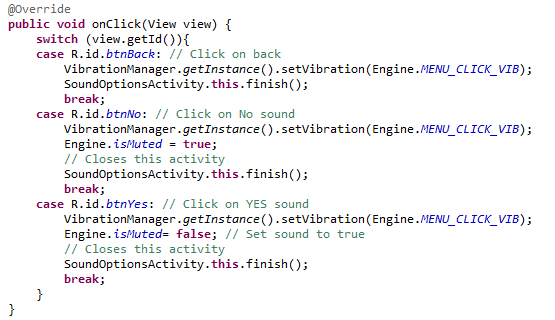 @Override
public void onClick(View view) {
    switch (view.getId()){
    case R.id.btnBack: // Click on back
        VibrationManager.getInstance().setVibration(Engine.MENU_CLICK_VIB);
        SoundOptionsActivity.this.finish();
        break;
    case R.id.btnNo: // Click on No sound
        VibrationManager.getInstance().setVibration(Engine.MENU_CLICK_VIB);
        Engine.isMuted = true;
        // Closes this activity
        SoundOptionsActivity.this.finish();
        break;
    case R.id.btnYes: // Click on YES sound
        VibrationManager.getInstance().setVibration(Engine.MENU_CLICK_VIB);
        Engine.isMuted= false; // Set sound to true
        // Closes this activity
        SoundOptionsActivity.this.finish();
        break;
    }
}